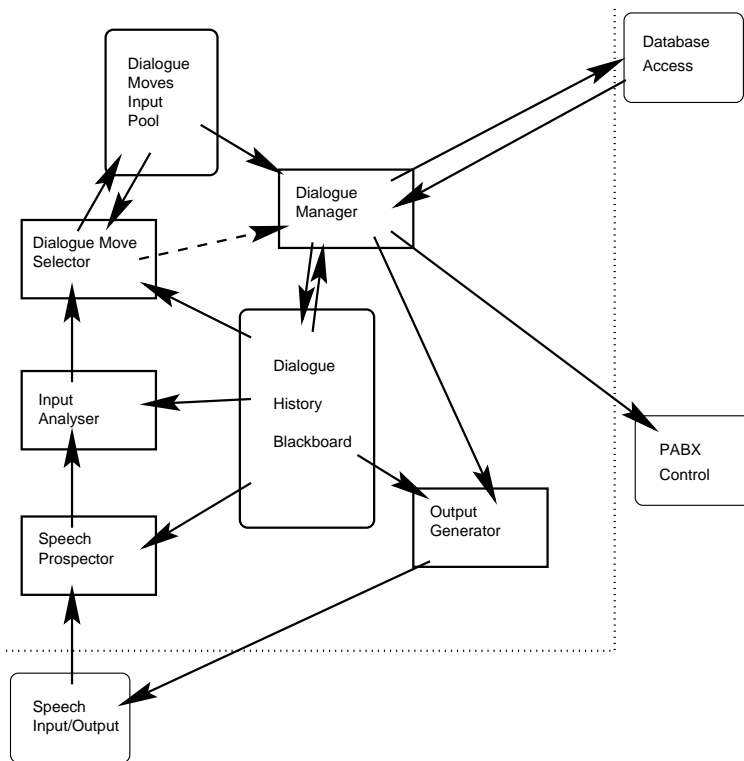 Dialogue
Moves
Input
Pool
Database
Access
Dialogue
Manager
Dialogue Move
Selector
Dialogue
History
Blackboard
Input
Analyser
PABX
Control
Output
Generator
Speech
Prospector
Speech
Input/Output